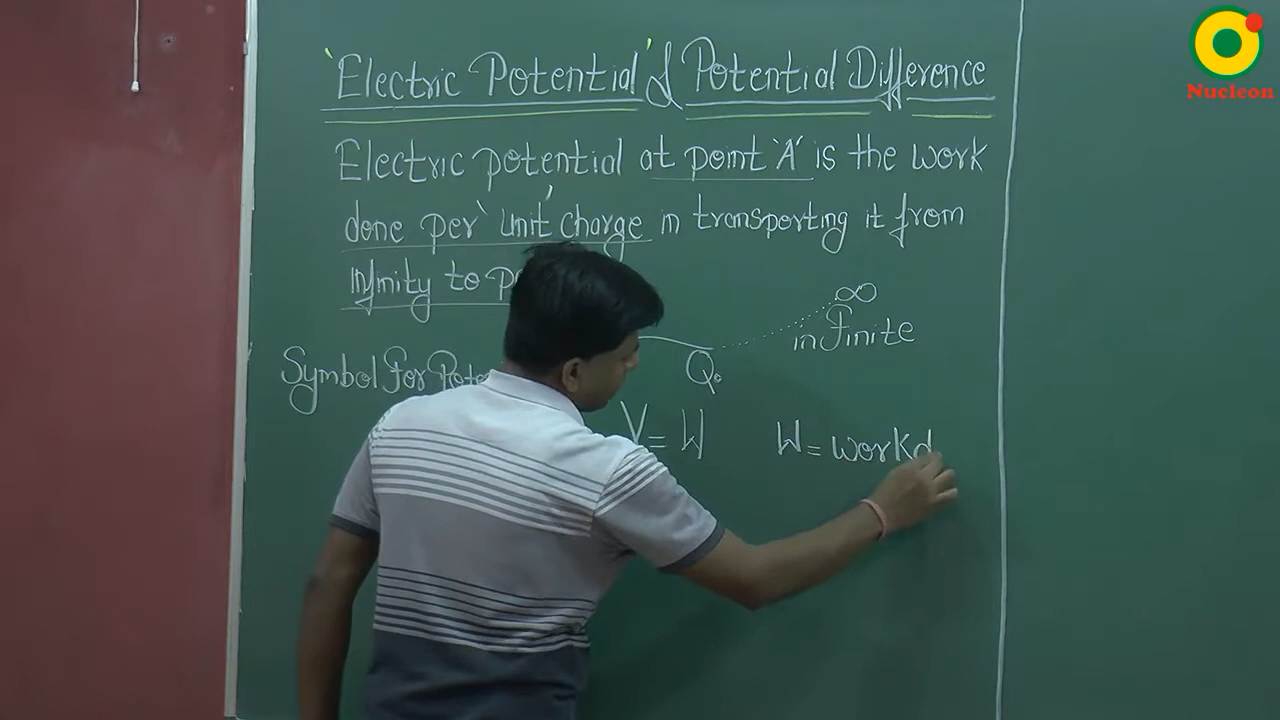 'Electric Potential' & Potential Difference
Electric potential at point 'A' is the work
done per 'unit' charge in transporting it from
infinity to
∞
infinite
Symbol For
Q
V = W
W = workd
Nucleon